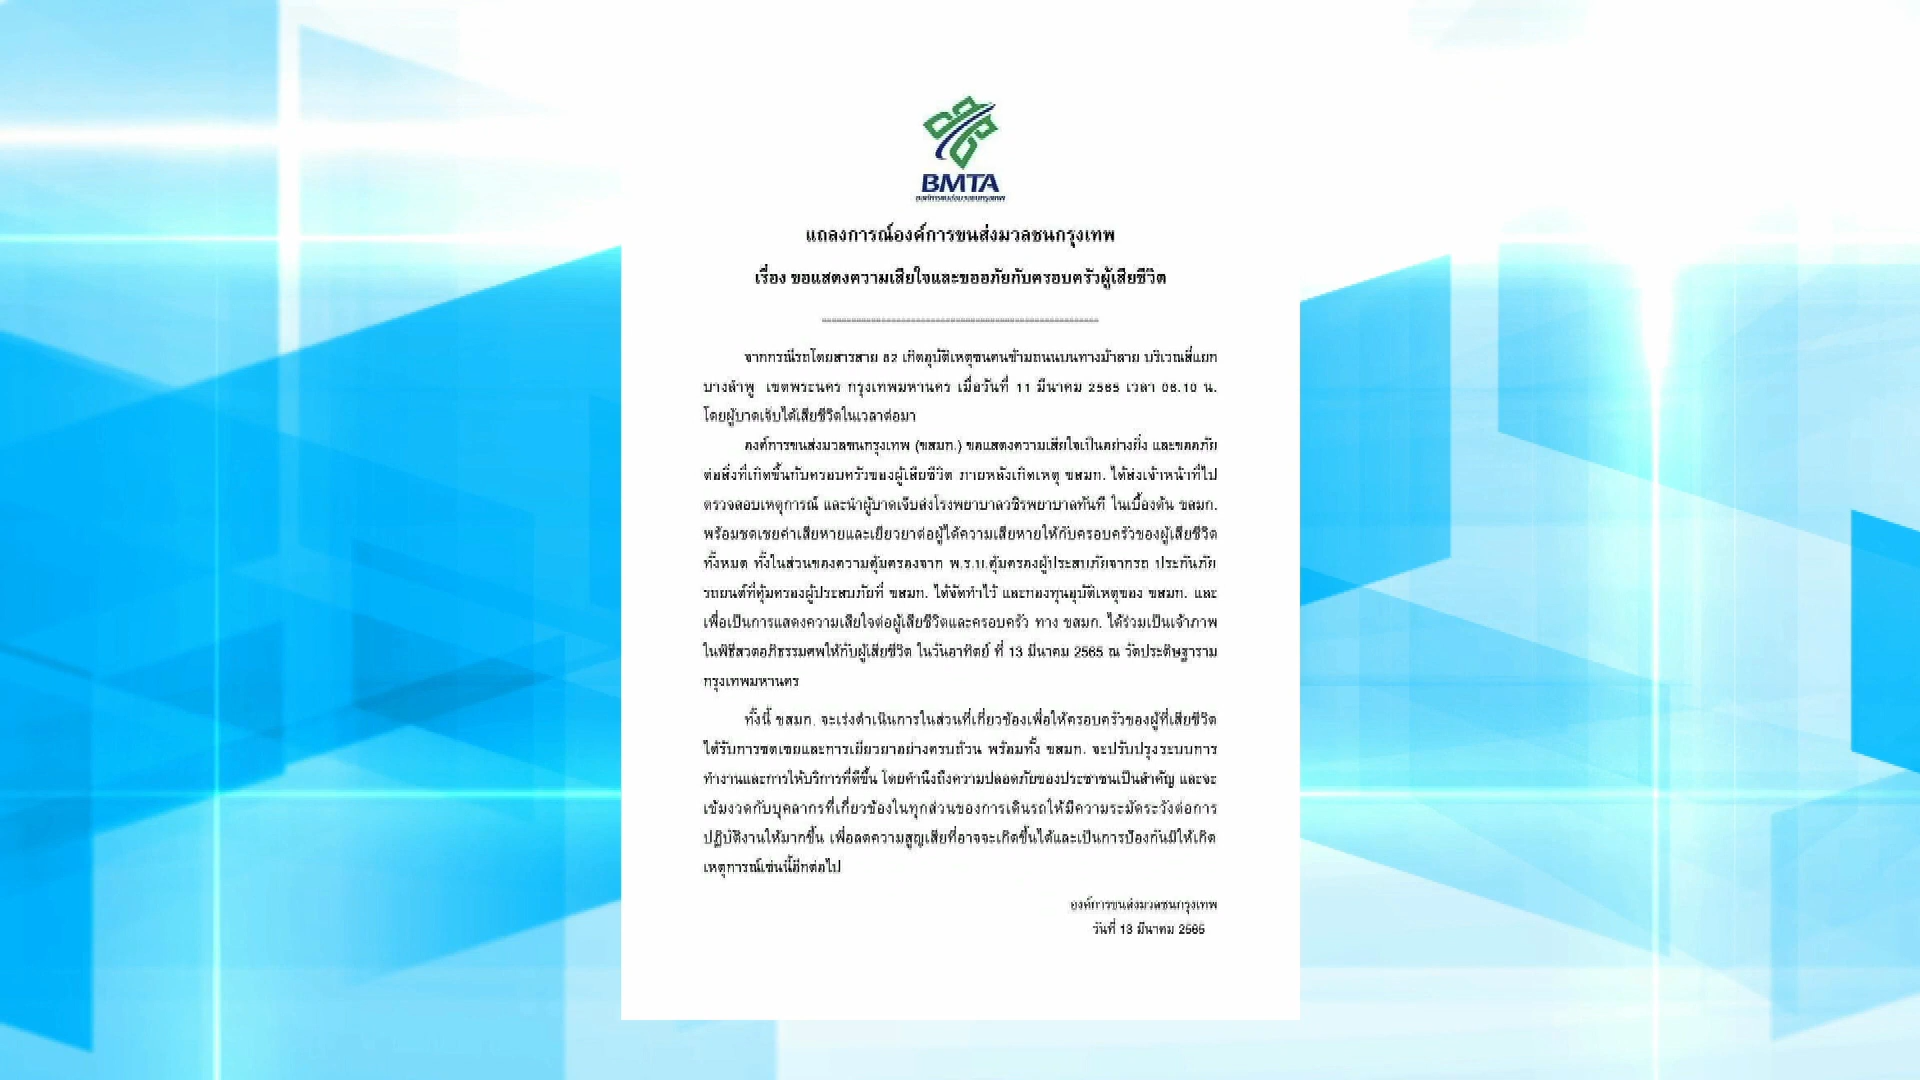 BMTA
องค์การขนส่งมวลชนกรุงเทพ
แถลงการณ์องค์การขนส่งมวลชนกรุงเทพ
เรื่อง ขอแสดงความเสียใจและขออภัยกับครอบครัวผู้เสียชีวิต
จากกรณีรถโดยสารสาย 82 เกิดอุบัติเหตุชนคนข้ามถนนบนทางม้าลาย บริเวณสี่แยก
บางลำพู เขตพระนคร กรุงเทพมหานคร เมื่อวันที่ 11 มีนาคม 2565 เวลา 08.10 น.
โดยผู้บาดเจ็บได้เสียชีวิตในเวลาต่อมา
องค์การขนส่งมวลชนกรุงเทพ (ขสมก.) ขอแสดงความเสียใจเป็นอย่างยิ่ง และขออภัย
ต่อสิ่งที่เกิดขึ้นกับครอบครัวของผู้เสียชีวิต ภายหลังเกิดเหตุ ขสมก. ได้ส่งเจ้าหน้าที่ไป
ตรวจสอบเหตุการณ์ และนำผู้บาดเจ็บส่งโรงพยาบาลวชิรพยาบาลทันที ในเบื้องต้น ขสมก.
พร้อมชดเชยค่าเสียหายและเยียวยาต่อผู้ได้ความเสียหายให้กับครอบครัวของผู้เสียชีวิต
ทั้งหมด ทั้งในส่วนของความคุ้มครองจาก พ.ร.บ.คุ้มครองผู้ประสบภัยจากรถ ประกันภัย
รถยนต์ที่คุ้มครองผู้ประสบภัยที่ ขสมก. ได้จัดทำไว้ และกองทุนอุบัติเหตุของ ขสมก. และ
เพื่อเป็นการแสดงความเสียใจต่อผู้เสียชีวิตและครอบครัว ทาง ขสมก. ได้ร่วมเป็นเจ้าภาพ
ในพิธีสวดอภิธรรมศพให้กับผู้เสียชีวิต ในวันอาทิตย์ ที่ 13 มีนาคม 2565 ณ วัดประดิษฐาราม
กรุงเทพมหานคร
ทั้งนี้ ขสมก. จะเร่งดำเนินการในส่วนที่เกี่ยวข้องเพื่อให้ครอบครัวของผู้ที่เสียชีวิต
ได้รับการชดเชยและการเยียวยาอย่างครบถ้วน พร้อมทั้ง ขสมก. จะปรับปรุงระบบการ
ทำงานและการให้บริการที่ดีขึ้น โดยคำนึงถึงความปลอดภัยของประชาชนเป็นสำคัญ และจะ
เข้มงวดกับบุคลากรที่เกี่ยวข้องในทุกส่วนของการเดินรถให้มีความระมัดระวังต่อการ
ปฏิบัติงานให้มากขึ้น เพื่อลดความสูญเสียที่อาจจะเกิดขึ้นได้และเป็นการป้องกันมิให้เกิด
เหตุการณ์เช่นนี้อีกต่อไป
องค์การขนส่งมวลชนกรุงเทพ
วันที่ 13 มีนาคม 2565